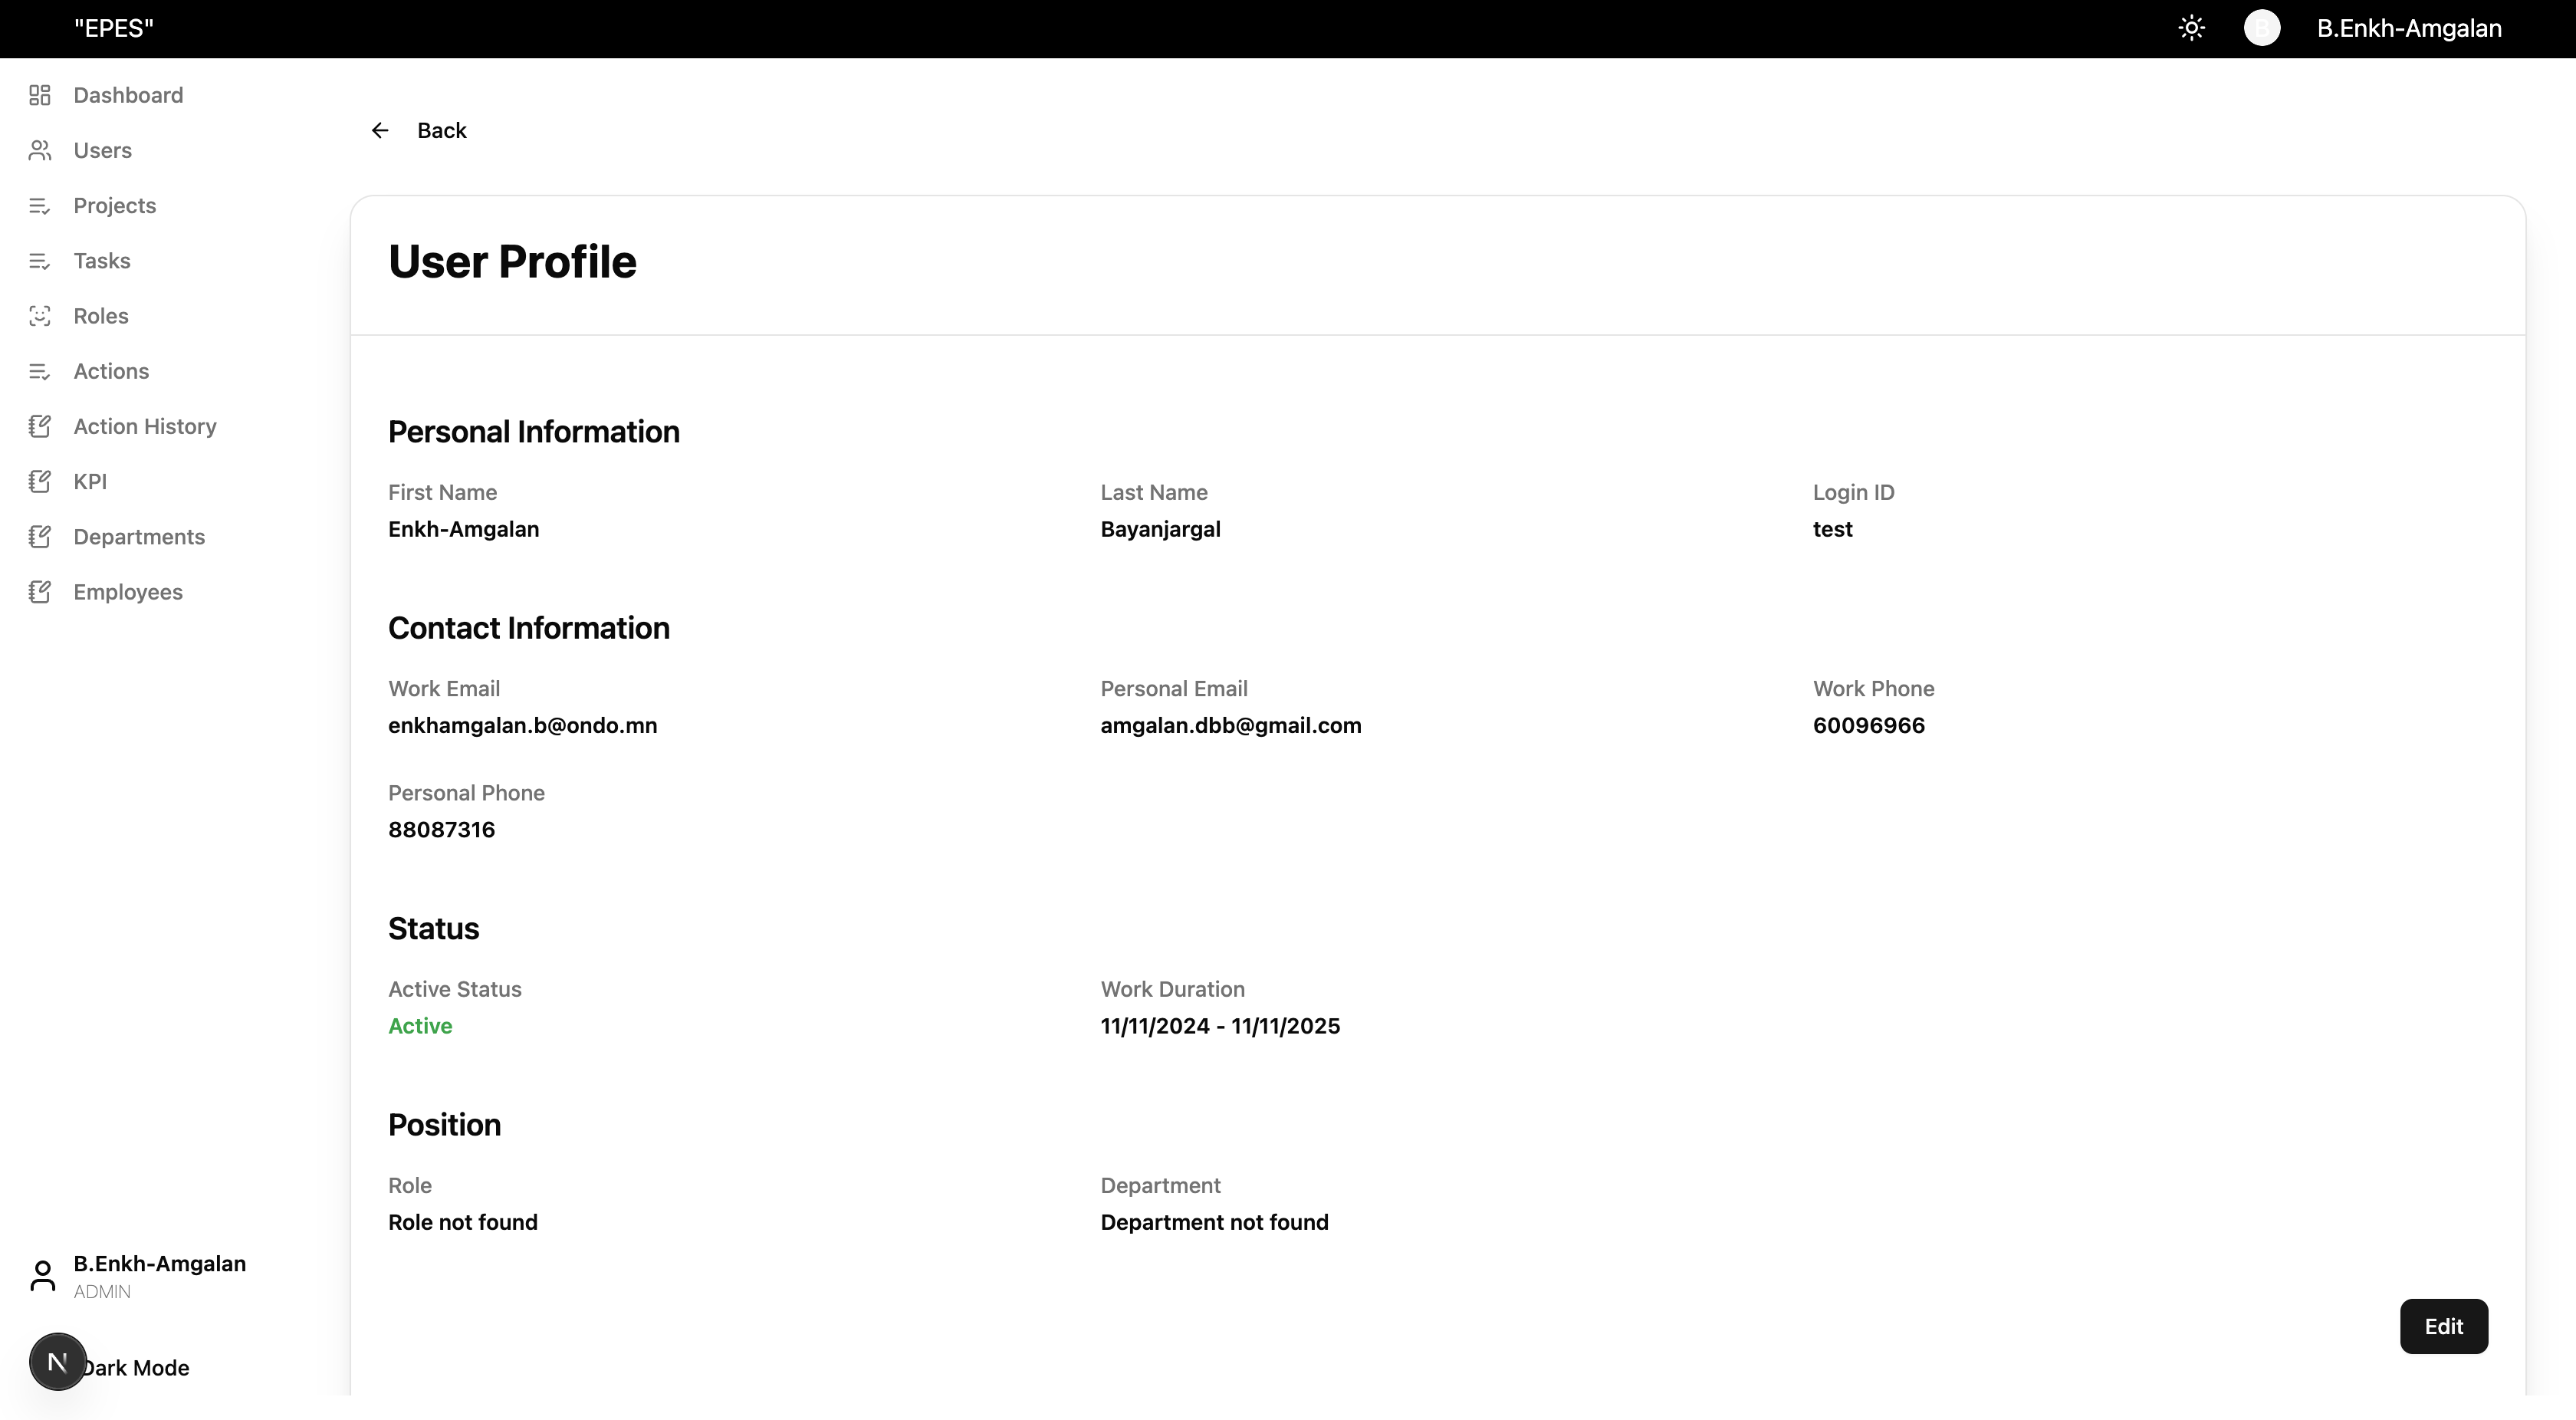 "EPES"
B
B.Enkh-Amgalan
Dashboard
Users
Projects
Tasks
Roles
Actions
Action History
KPI
Departments
Employees
B.Enkh-Amgalan
ADMIN
N
Dark Mode
Back
User Profile
Personal Information
First Name
Last Name
Login ID
Enkh-Amgalan
Bayanjargal
test
Contact Information
Work Email
Personal Email
Work Phone
enkhamgalan.b@ondo.mn
amgalan.dbb@gmail.com
60096966
Personal Phone
88087316
Status
Active Status
Work Duration
Active
11/11/2024 - 11/11/2025
Position
Role
Department
Role not found
Department not found
Edit